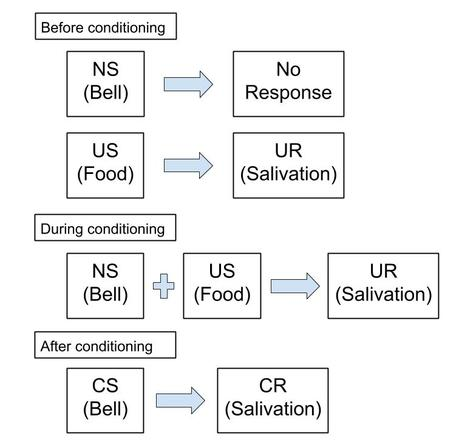 Before conditioning
NS
(Bell)
No
Response
US
(Food)
UR
(Salivation)
During conditioning
NS
(Bell)
US
(Food)
UR
(Salivation)
After conditioning
CS
(Bell)
CR
(Salivation)